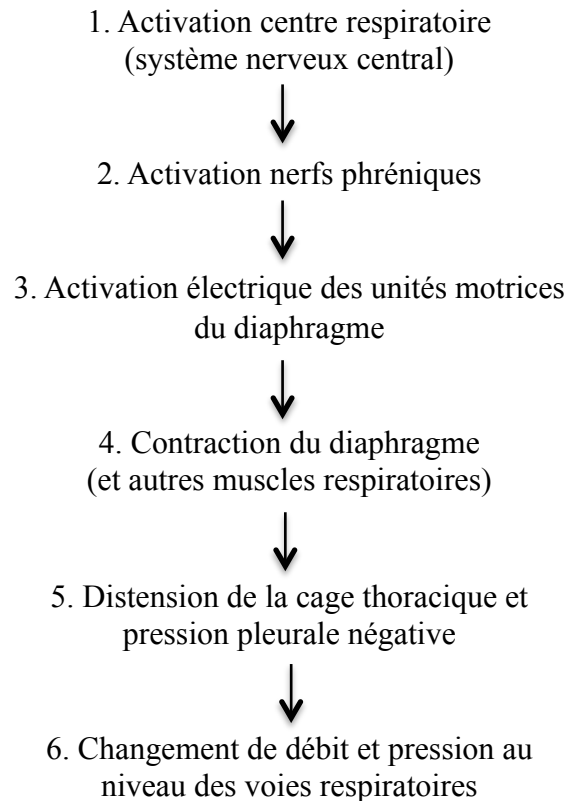 1. Activation centre respiratoire
(système nerveux central)
2. Activation nerfs phréniques
3. Activation électrique des unités motrices
du diaphragme
4. Contraction du diaphragme
(et autres muscles respiratoires)
5. Distension de la cage thoracique et
pression pleurale négative
6. Changement de débit et pression au
niveau des voies respiratoires